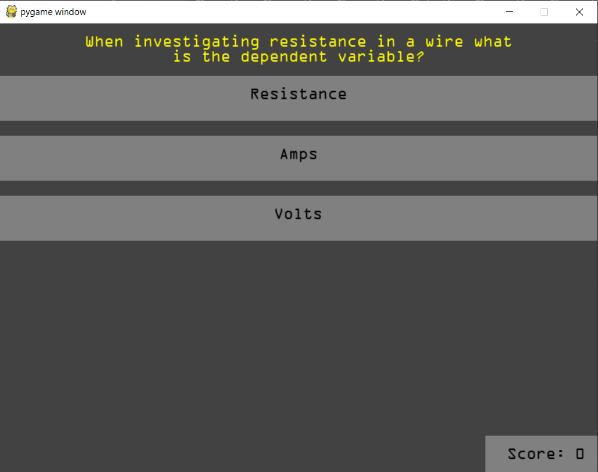 pygame window
When investigating resistance in a wire what
is the dependent variable?
Resistance
Amps
Volts
Score: 0